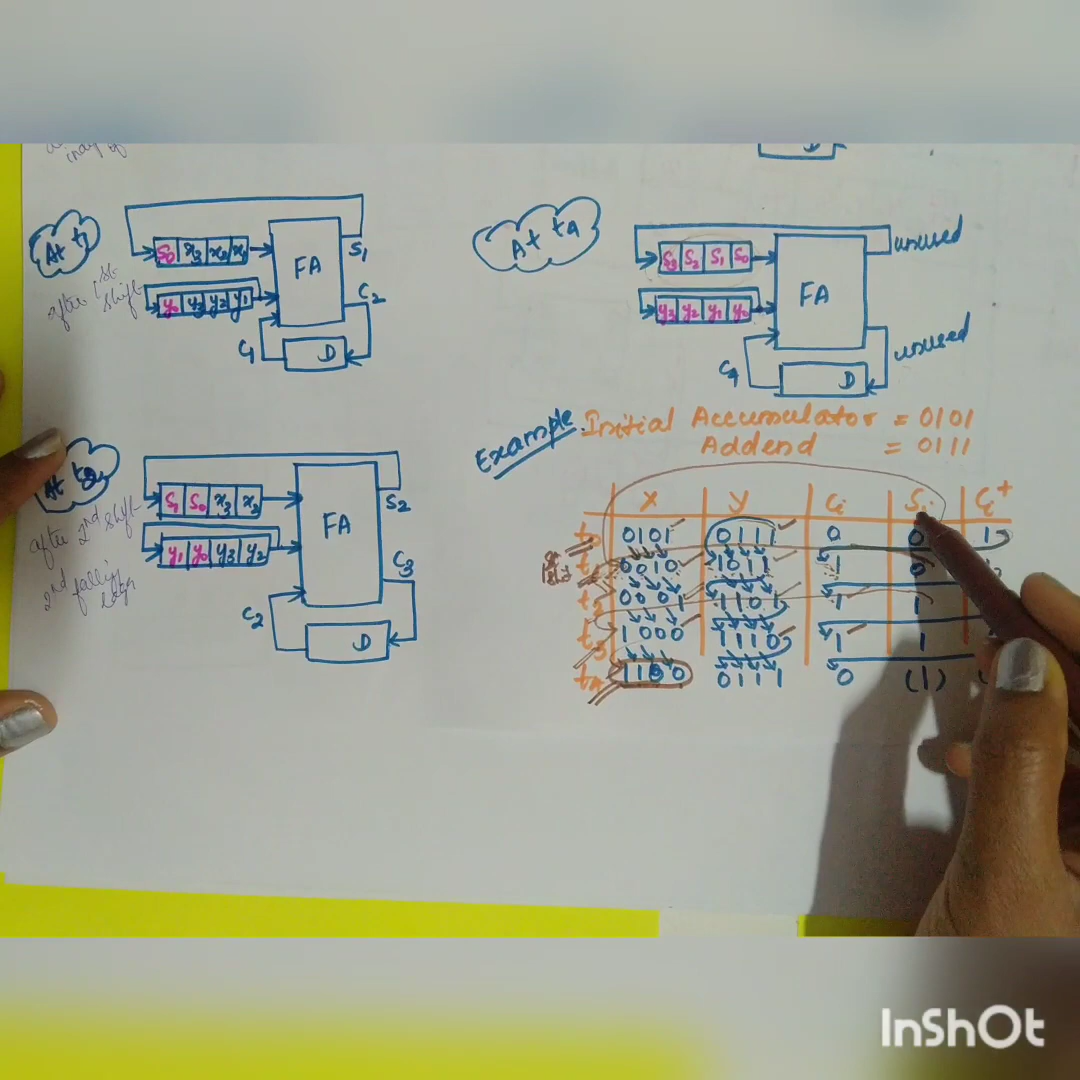 At t1
after 1st shift
S0 x3 x2 x1
y0 y3 y2 y1
FA
S1
C2
C1
D
At t2
after 2nd shift
2nd falling edge
S1 S0 x3 x2
y1 y0 y3 y2
FA
S2
C3
C2
D
D
At t4
S3 S2 S1 S0
y3 y2 y1 y0
FA
unused
unused
C4
D
Example. Initial Accumulator = 0101
Addend = 0111
X Y Ci Si Ci+
t0 0101 0111 0 0 1
t1 0010 1011 1 0
t2 0001 1101 1 1
t3 1000 1110 1 1
t4 1100 0111 0 (1) (
InShOt